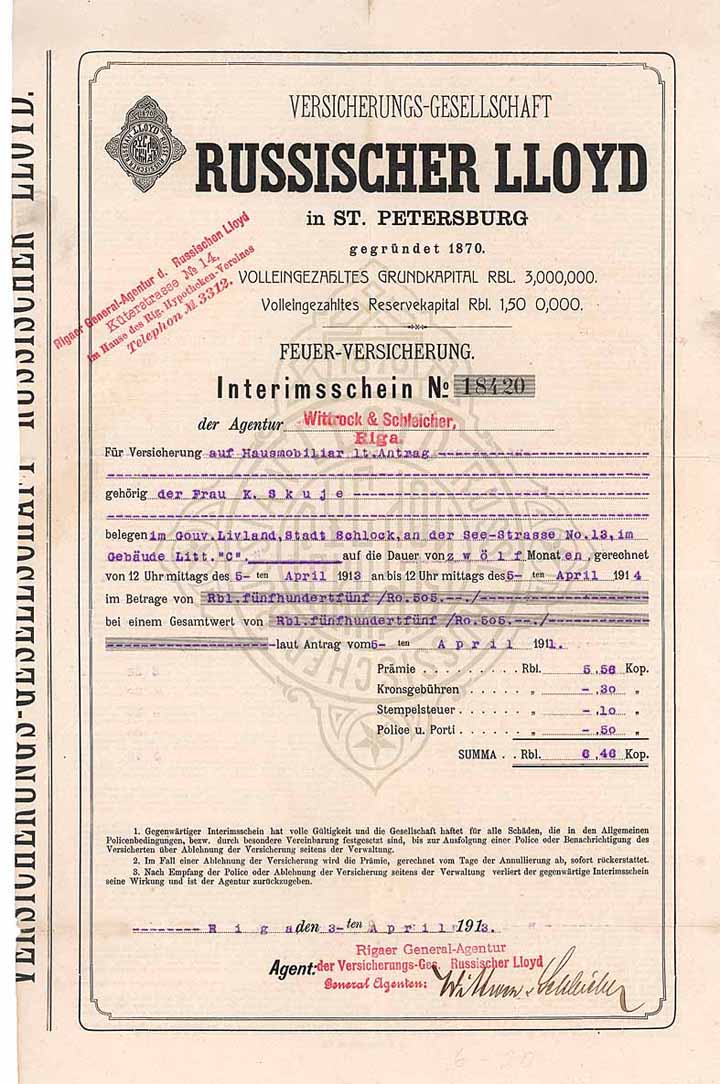 VERSICHERUNGS-GESELLSCHAFT RUSSISCHER LLOYD.
VERSICHERUNGS-GESELLSCHAFT
RUSSISCHER LLOYD
in ST. PETERSBURG
gegründet 1870.
VOLLEINGEZAHLTES GRUNDKAPITAL RBL. 3,000,000.
Volleingezahltes Reservekapital Rbl. 1,50 0,000.
Rigaer General-Agentur d. Russischen Lloyd
Küterstrasse № 14,
im Hause des Rig. Hypotheken-Vereines
Telephon № 3312.
FEUER-VERSICHERUNG.
Interimsschein № 18420
der Agentur Wittrock & Schleicher,
Riga.
Für Versicherung auf Hausmobiliar lt. Antrag
gehörig der Frau K. Skuje
belegen im Gouv. Livland, Stadt Schlock, an der See-Strasse No. 13, im
Gebäude Litt. "C". auf die Dauer von zwölf Monaten, gerechnet
von 12 Uhr mittags des 5-ten April 1913 an bis 12 Uhr mittags des 5-ten April 1914
im Betrage von Rbl. fünfhundertfünf /Ro. 505.--./
bei einem Gesamtwert von Rbl. fünfhundertfünf /Ro. 505.--./
laut Antrag vom 5-ten April 1911.
Prämie . . . . . . . . . . Rbl. 5,56 Kop.
Kronsgebühren . . . . . . „ -,30 „
Stempelsteuer . . . . . . . „ -,10 „
Police u. Porti . . . . . . . „ -,50 „
SUMMA . . Rbl. 6,46 Kop.
1. Gegenwärtiger Interimsschein hat volle Gültigkeit und die Gesellschaft haftet für alle Schäden, die in den Allgemeinen
Policenbedingungen, bezw. durch besondere Vereinbarung festgesetzt sind, bis zur Ausfolgung einer Police oder Benachrichtigung des
Versicherten über Ablehnung der Versicherung seitens der Verwaltung.
2. Im Fall einer Ablehnung der Versicherung wird die Prämie, gerechnet vom Tage der Annullierung ab, sofort rückerstattet.
3. Nach Empfang der Police oder Ablehnung der Versicherung seitens der Verwaltung verliert der gegenwärtige Interimsschein
seine Wirkung und ist der Agentur zurückzugeben.
Riga den 3-ten April 1913.
Rigaer General-Agentur
Agent: der Versicherungs-Ges. Russischer Lloyd
General Agenten: Wittrock & Schleicher
6-20